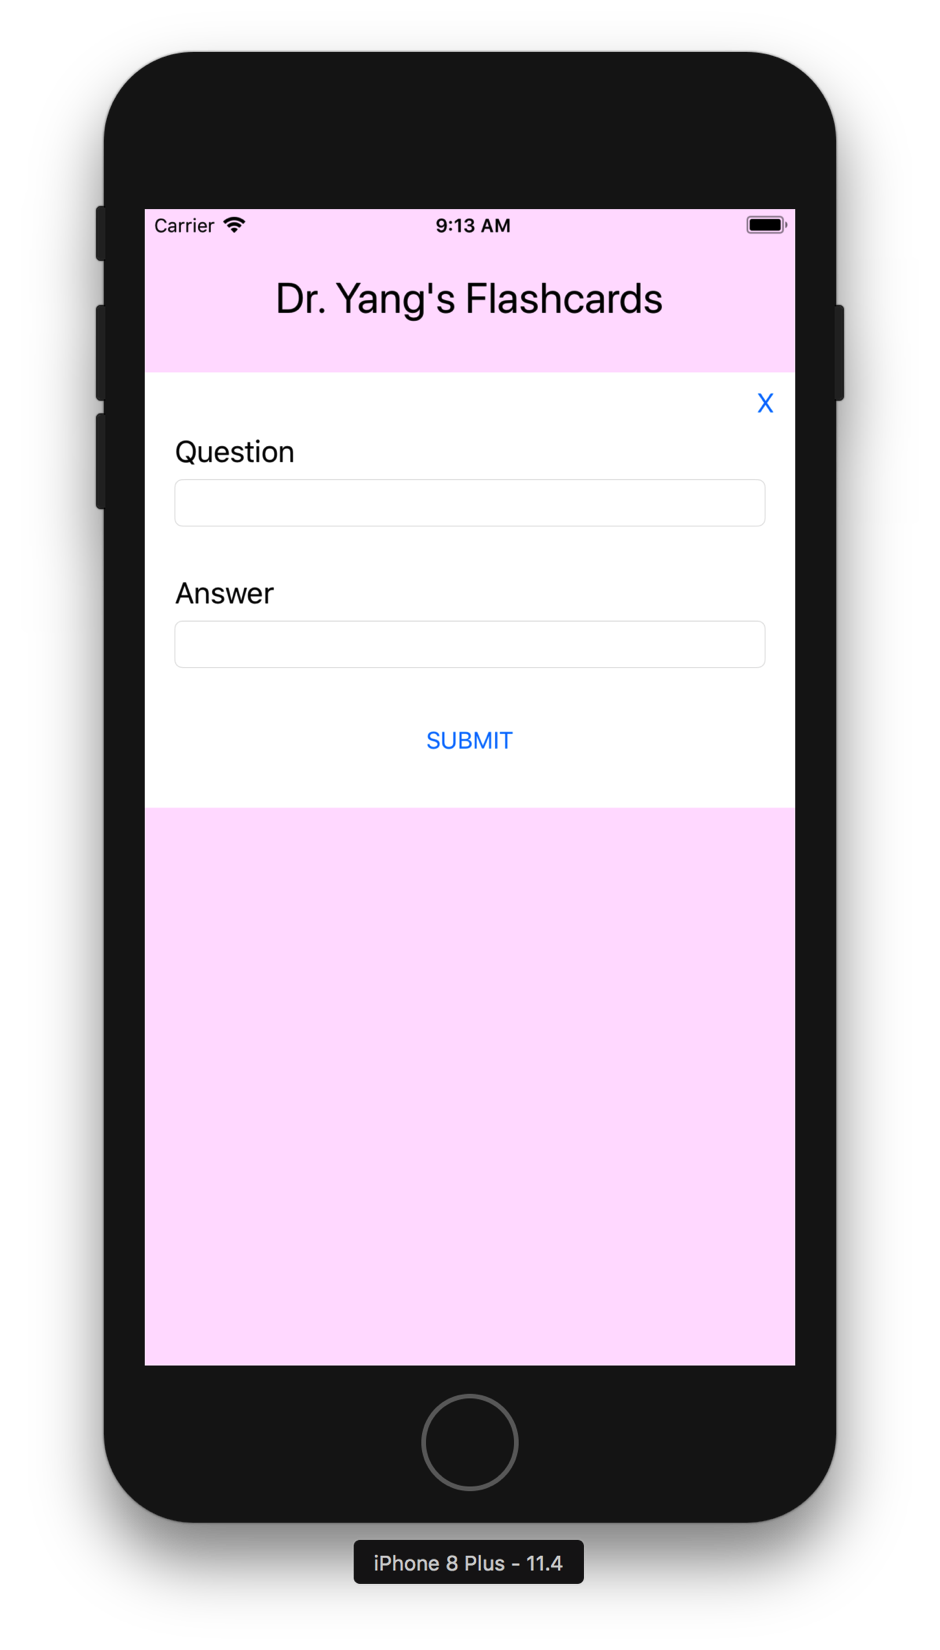 Carrier 9:13 AM
Dr. Yang's Flashcards
X
Question
Answer
SUBMIT
iPhone 8 Plus - 11.4